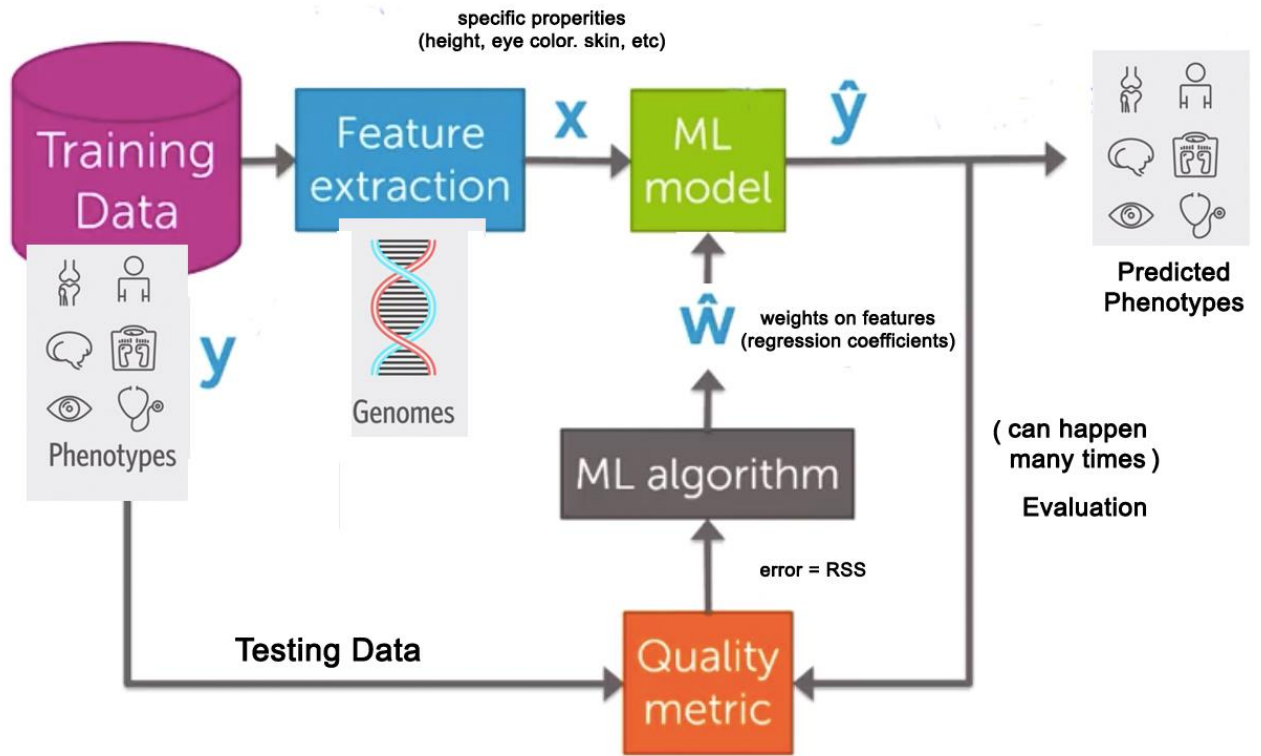 specific properities
(height, eye color. skin, etc)
Training
Data
Feature
extraction
x
ML
model
ŷ
Phenotypes
y
Genomes
ŵ
weights on features
(regression coefficients)
Predicted
Phenotypes
ML algorithm
( can happen
many times )
Evaluation
error = RSS
Testing Data
Quality
metric